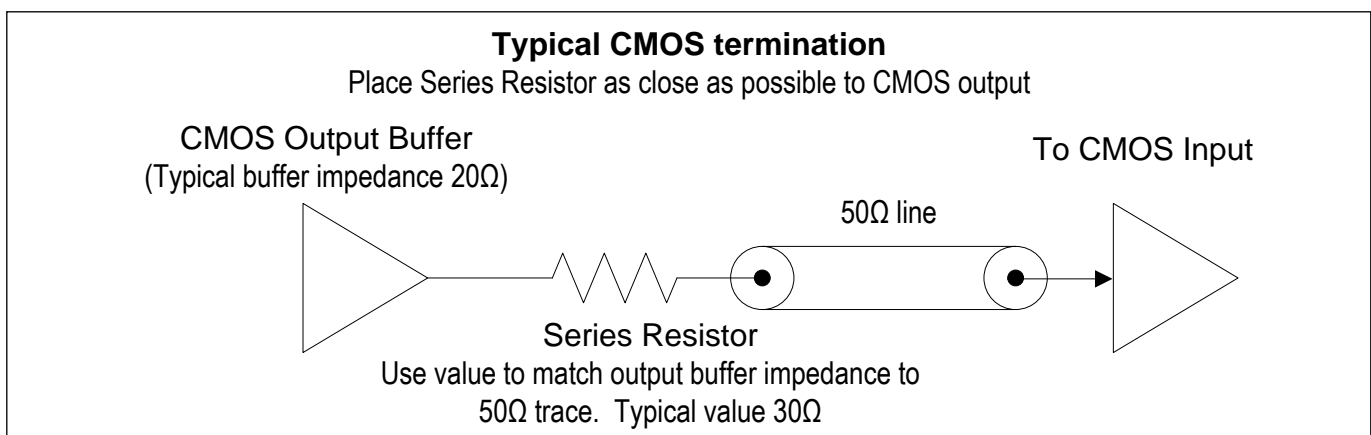 Typical CMOS termination
Place Series Resistor as close as possible to CMOS output
CMOS Output Buffer
(Typical buffer impedance 20Ω)
To CMOS Input
50Ω line
Series Resistor
Use value to match output buffer impedance to
50Ω trace.  Typical value 30Ω